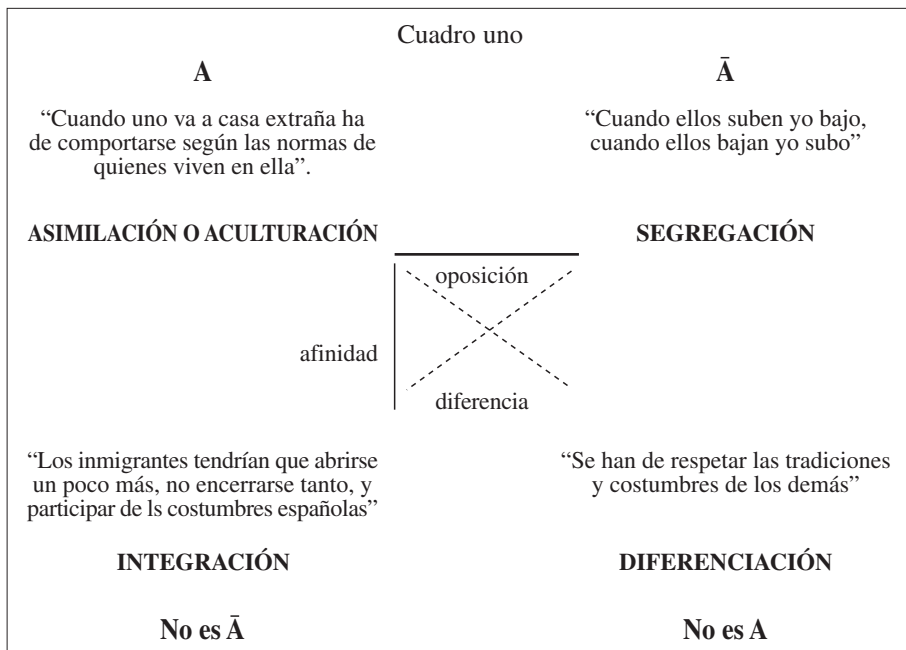 Cuadro uno
A
“Cuando uno va a casa extraña ha
de comportarse según las normas de
quienes viven en ella”.
ASIMILACIÓN O ACULTURACIÓN
Ā
“Cuando ellos suben yo bajo,
cuando ellos bajan yo subo”
SEGREGACIÓN
oposición
afinidad
diferencia
“Los inmigrantes tendrían que abrirse
un poco más, no encerrarse tanto, y
participar de ls costumbres españolas”
INTEGRACIÓN
No es Ā
“Se han de respetar las tradiciones
y costumbres de los demás”
DIFERENCIACIÓN
No es A